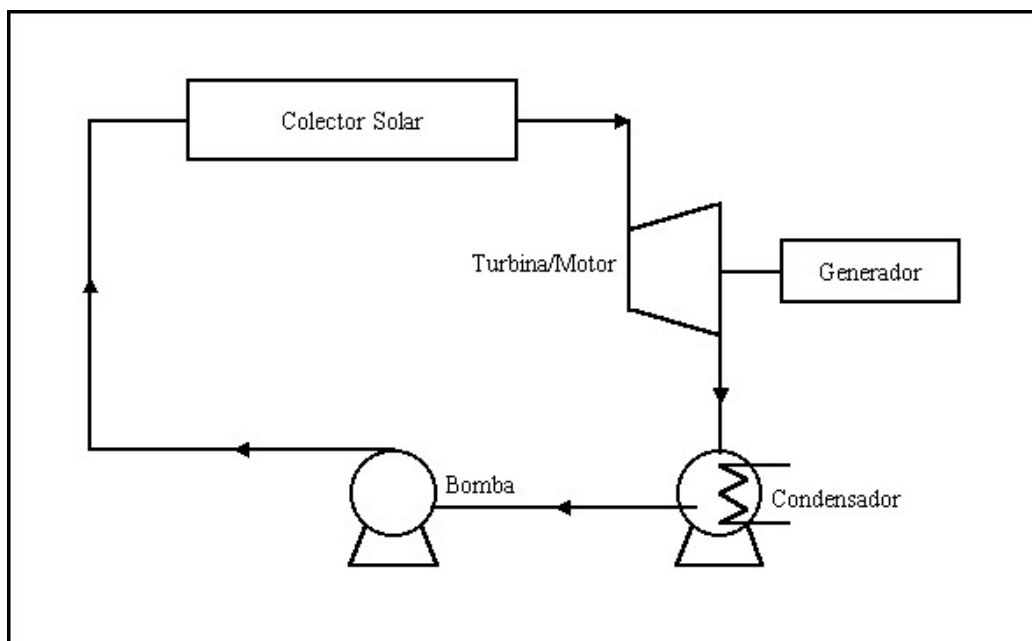 Colector Solar
Turbina/Motor
Generador
Bomba
Condensador